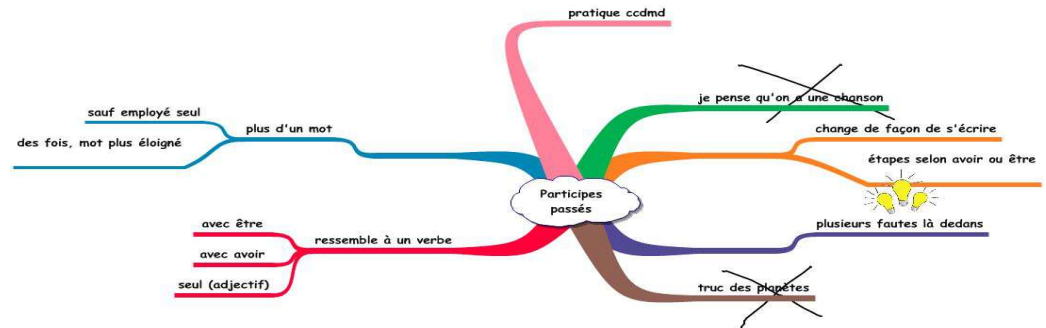 pratique ccdmd
je pense qu'on a une chanson
sauf employé seul
plus d'un mot
des fois, mot plus éloigné
change de façon de s'écrire
étapes selon avoir ou être
Participes
passés
avec être
ressemble à un verbe
avec avoir
seul (adjectif)
plusieurs fautes là dedans
truc des planètes